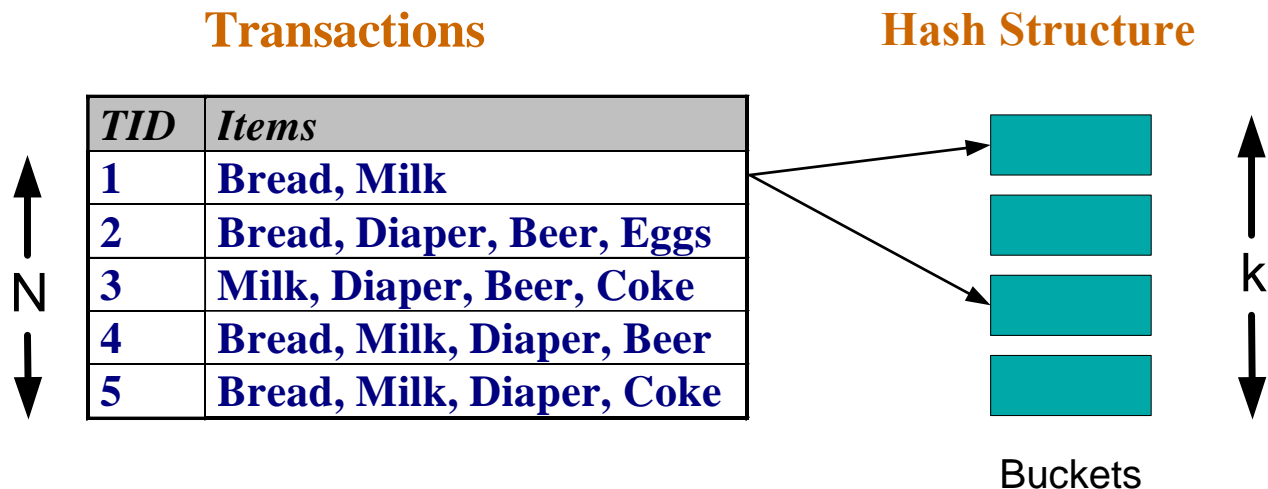 Transactions
Hash Structure
TID Items
1 Bread, Milk
2 Bread, Diaper, Beer, Eggs
3 Milk, Diaper, Beer, Coke
4 Bread, Milk, Diaper, Beer
5 Bread, Milk, Diaper, Coke
N
k
Buckets